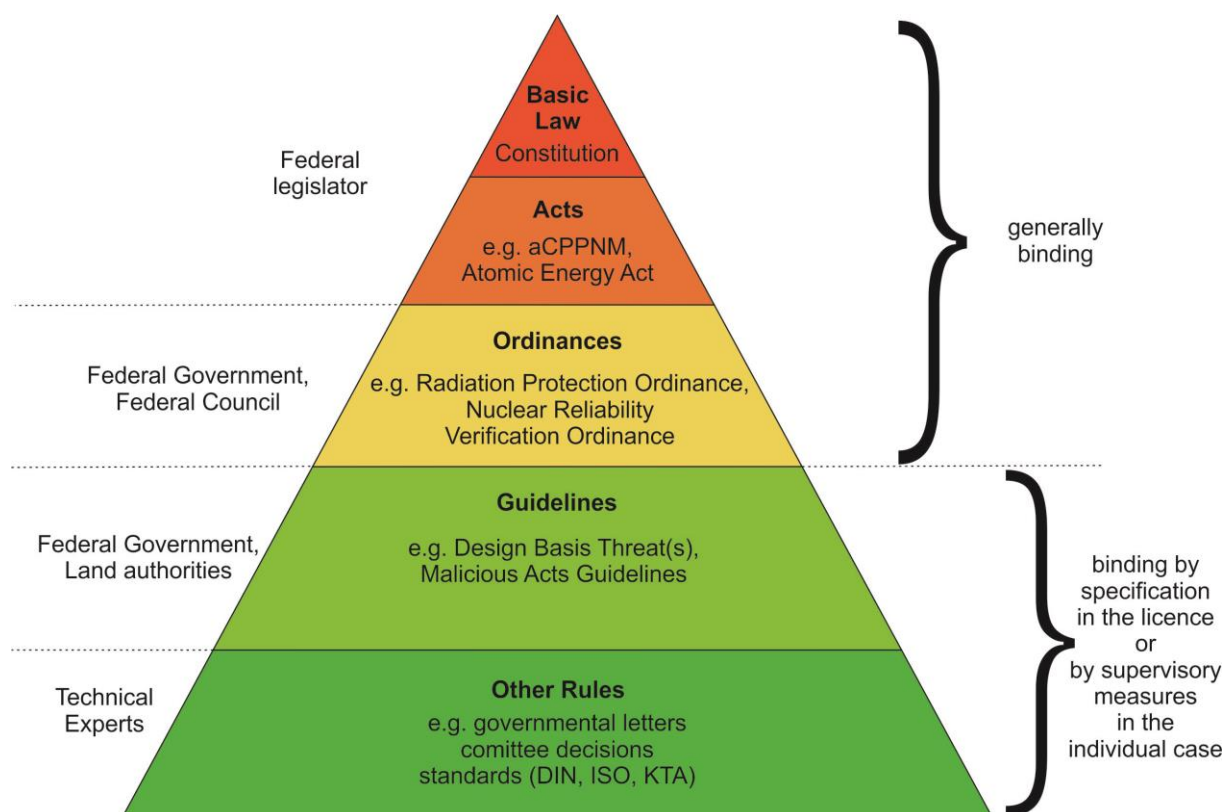 Basic
Law
Constitution
Federal
legislator
Acts
e.g. aCPPNM,
Atomic Energy Act
generally
binding
Federal Government,
Federal Council
Ordinances
e.g. Radiation Protection Ordinance,
Nuclear Reliability
Verification Ordinance
Federal Government,
Land authorities
Guidelines
e.g. Design Basis Threat(s),
Malicious Acts Guidelines
binding by
specification
in the licence
or
by supervisory
measures
in the
individual case
Technical
Experts
Other Rules
e.g. governmental letters
comittee decisions
standards (DIN, ISO, KTA)